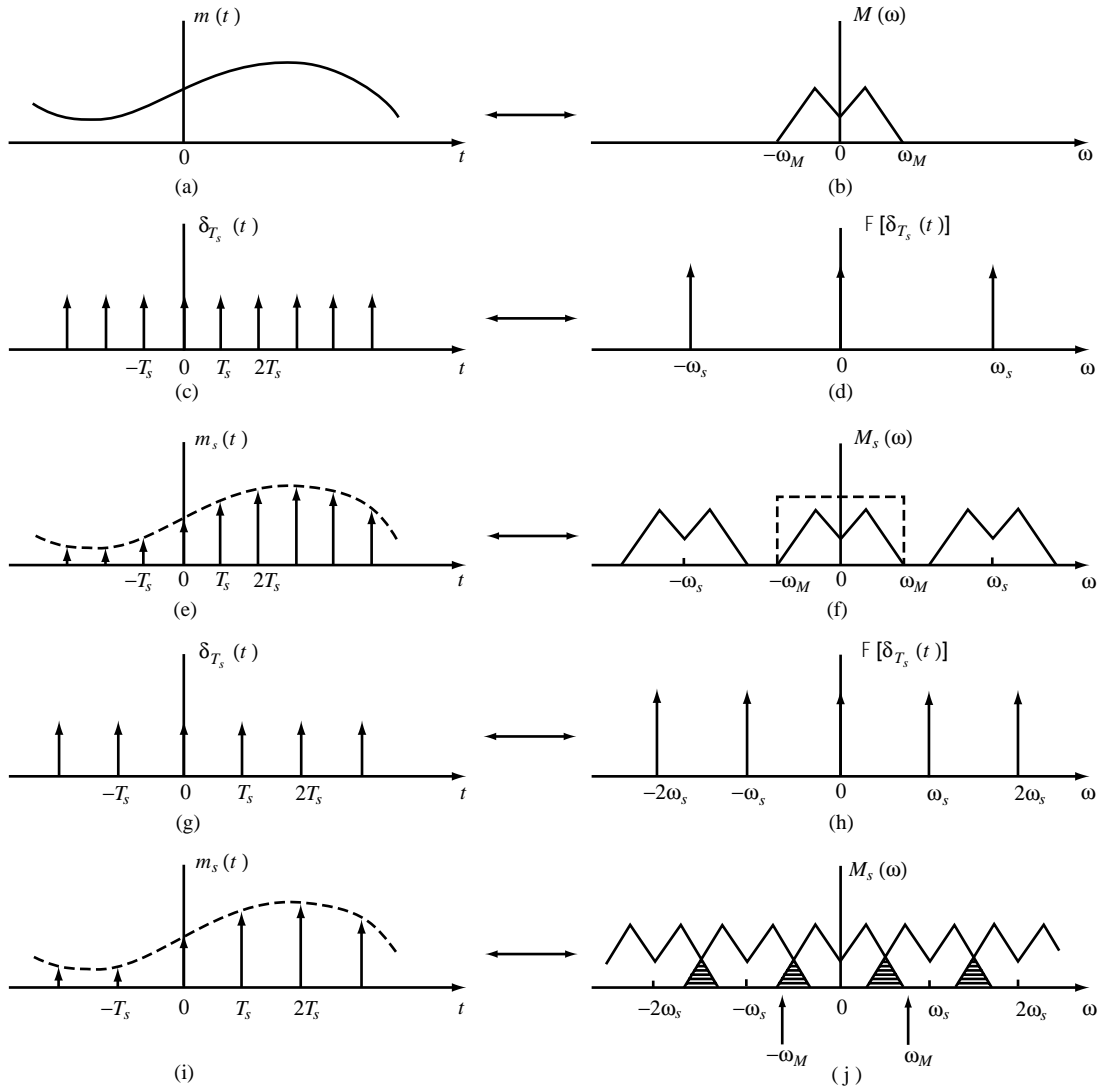 m (t) M (ω)
0 t −ω_M 0 ω_M ω
(a) (b)
δ_{T_s} (t) F [δ_{T_s} (t)]
−T_s 0 T_s 2T_s t −ω_s 0 ω_s ω
(c) (d)
m_s (t) M_s (ω)
−T_s 0 T_s 2T_s t −ω_s −ω_M 0 ω_M ω_s ω
(e) (f)
δ_{T_s} (t) F [δ_{T_s} (t)]
−T_s 0 T_s 2T_s t −2ω_s −ω_s 0 ω_s 2ω_s ω
(g) (h)
m_s (t) M_s (ω)
−T_s 0 T_s 2T_s t −2ω_s −ω_s 0 ω_s 2ω_s ω
−ω_M ω_M
(i) (j)